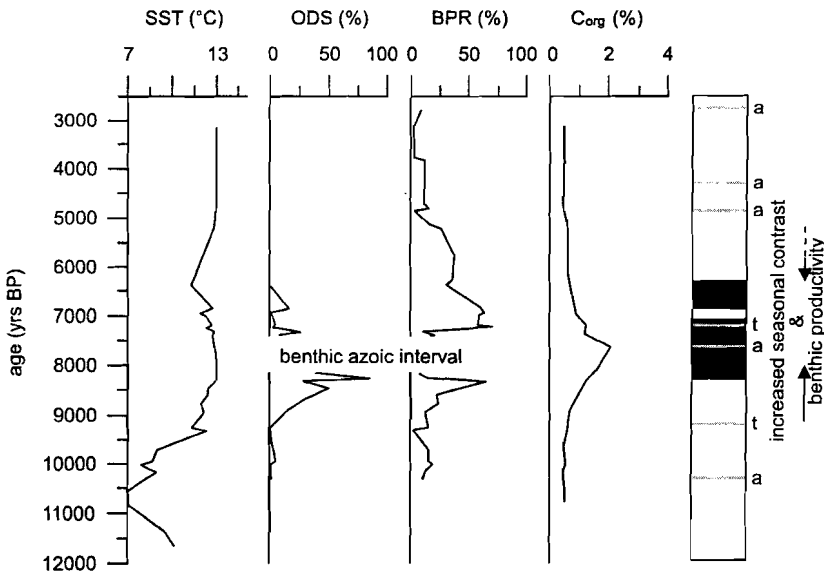 SST (°C) ODS (%) BPR (%) Corg (%)
7 13 0 50 100 0 50 100 0 2 4
3000
4000
5000
6000
7000
8000
9000
10000
11000
12000
age (yrs BP)
benthic azoic interval
a
a
a
t
a
t
a
increased seasonal contrast
&
benthic productivity